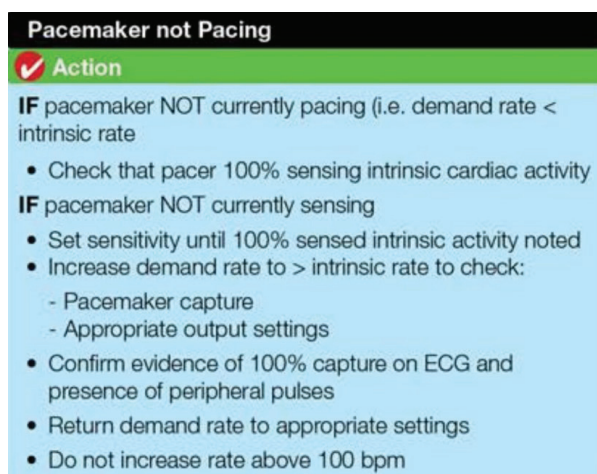 Pacemaker not Pacing
Action
IF pacemaker NOT currently pacing (i.e. demand rate <
intrinsic rate
• Check that pacer 100% sensing intrinsic cardiac activity
IF pacemaker NOT currently sensing
• Set sensitivity until 100% sensed intrinsic activity noted
• Increase demand rate to > intrinsic rate to check:
- Pacemaker capture
- Appropriate output settings
• Confirm evidence of 100% capture on ECG and
presence of peripheral pulses
• Return demand rate to appropriate settings
• Do not increase rate above 100 bpm